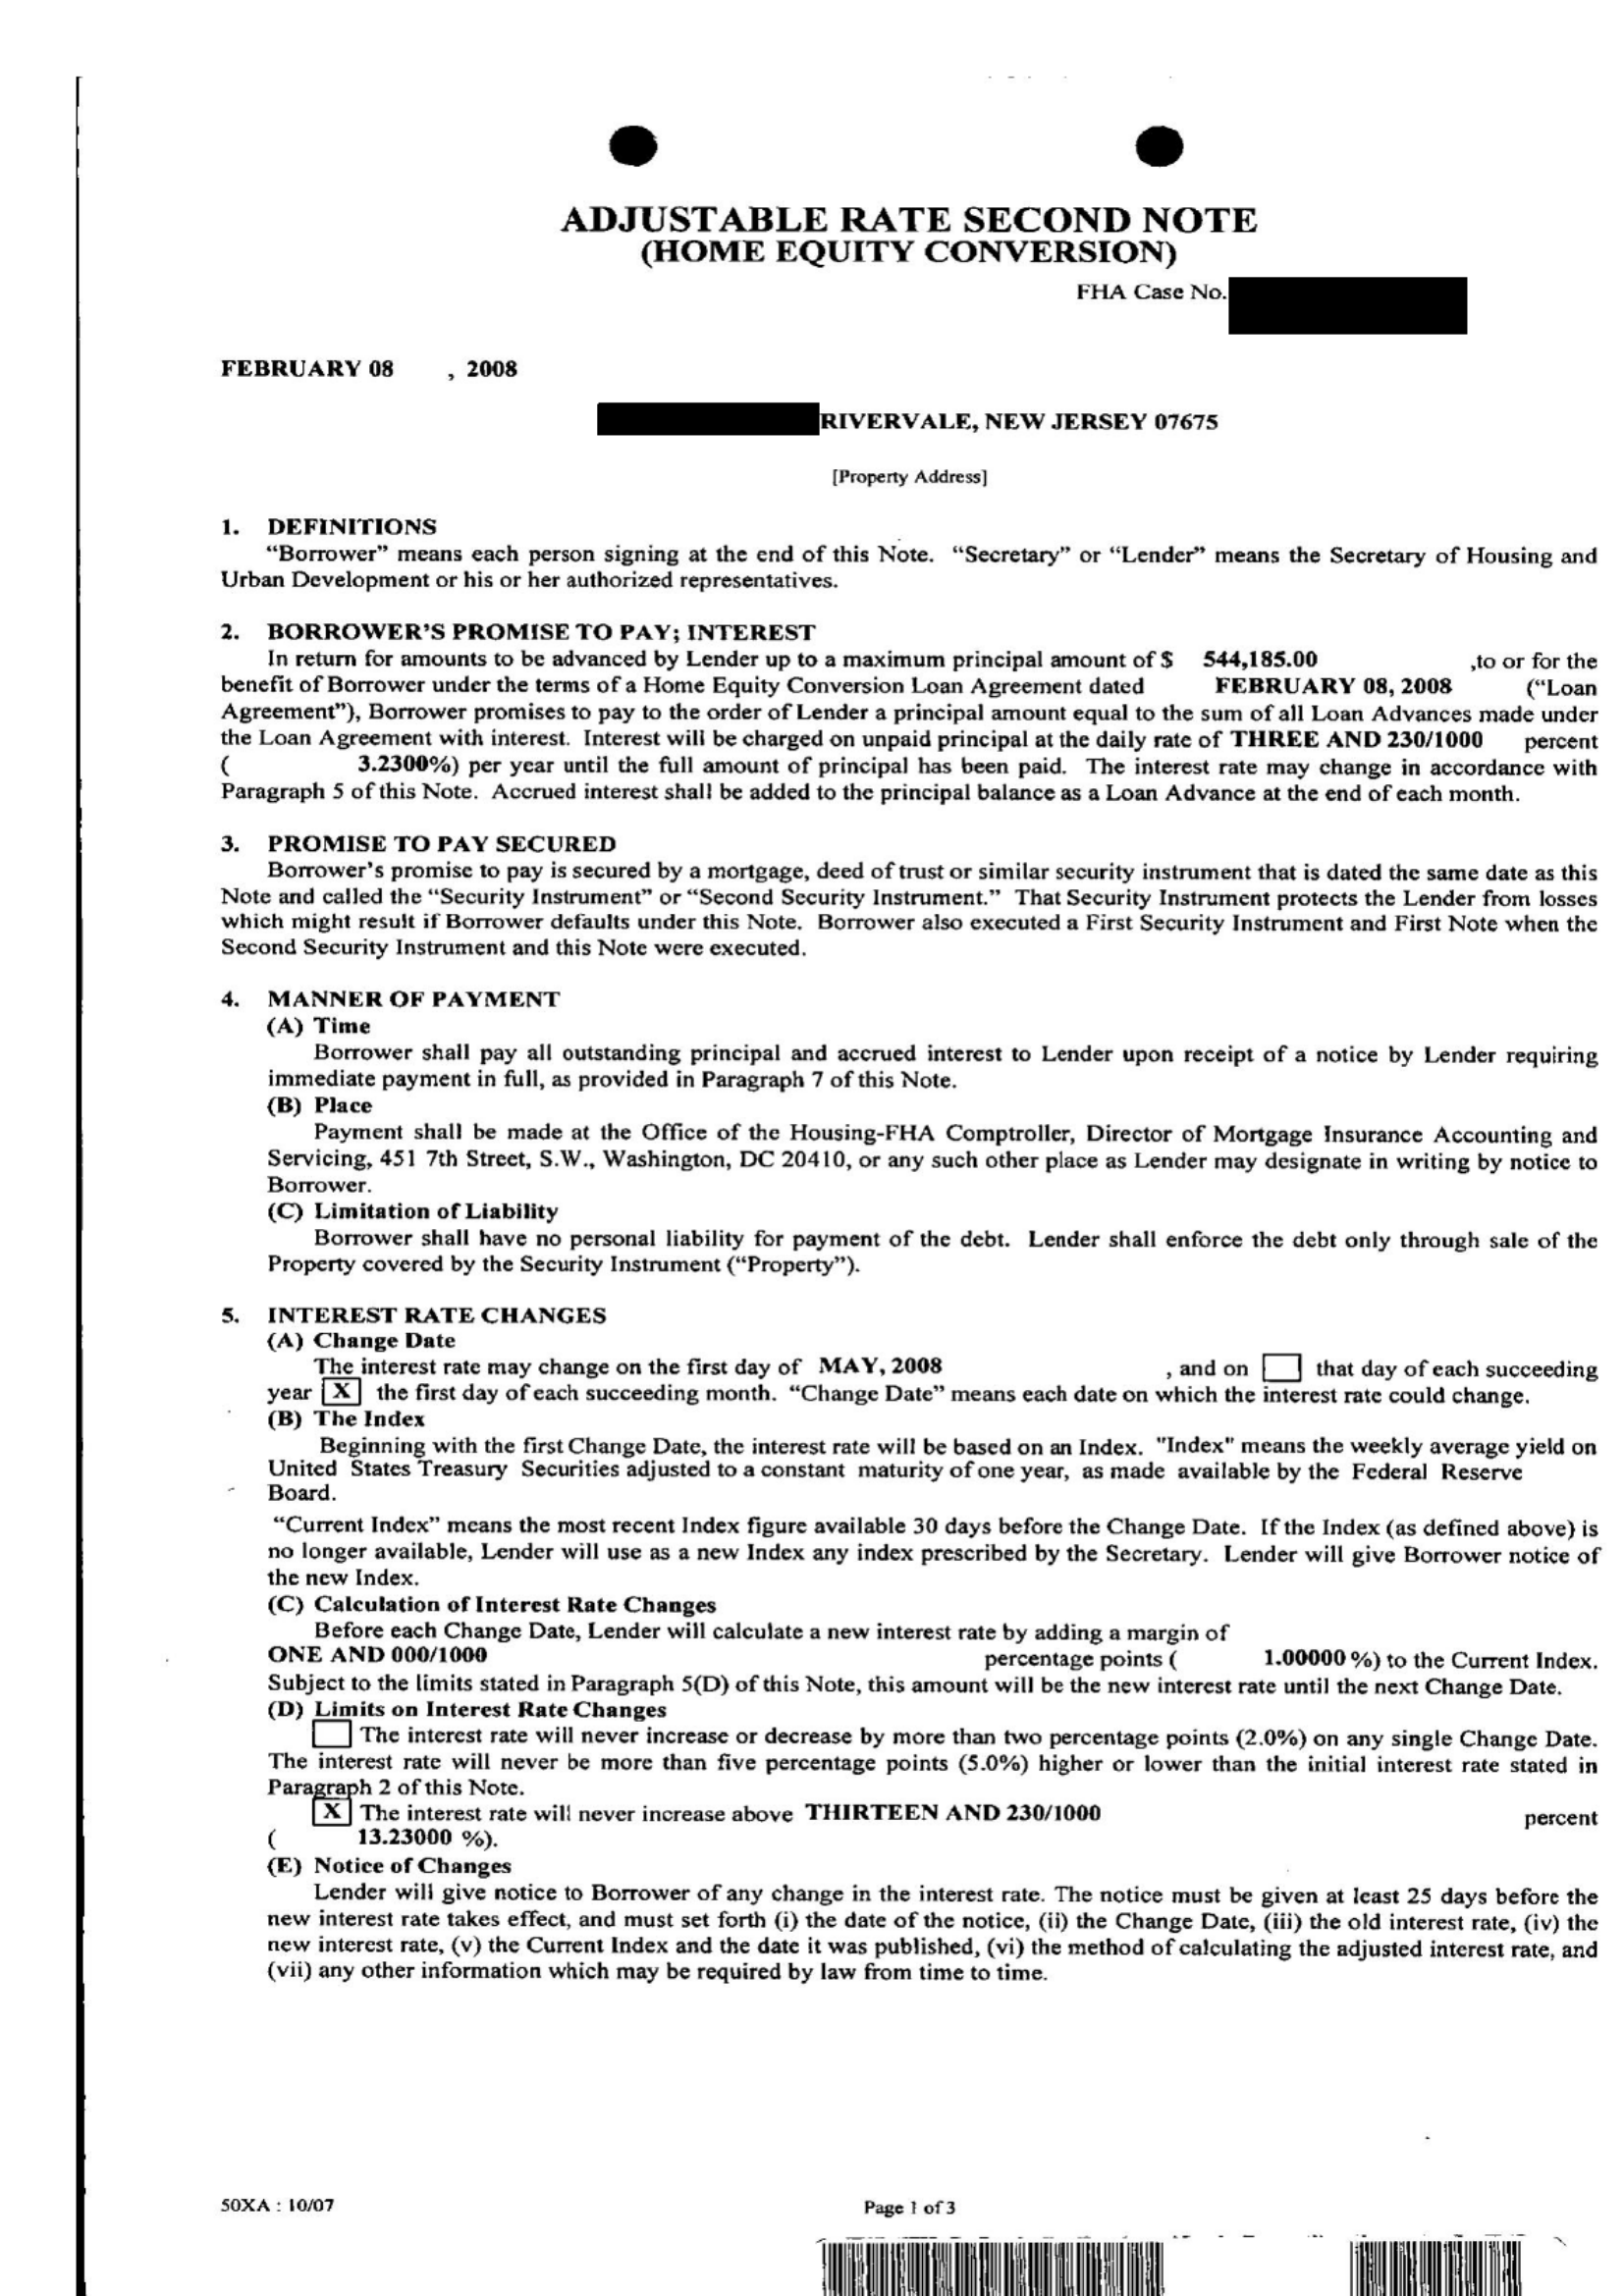 ADJUSTABLE RATE SECOND NOTE
(HOME EQUITY CONVERSION)
FHA Case No.
FEBRUARY 08 , 2008
RIVERVALE, NEW JERSEY 07675
[Property Address]
1. DEFINITIONS
“Borrower” means each person signing at the end of this Note. “Secretary” or “Lender” means the Secretary of Housing and
Urban Development or his or her authorized representatives.
2. BORROWER'S PROMISE TO PAY; INTEREST
In return for amounts to be advanced by Lender up to a maximum principal amount of $ 544,185.00 ,to or for the
benefit of Borrower under the terms of a Home Equity Conversion Loan Agreement dated FEBRUARY 08, 2008 (“Loan
Agreement”), Borrower promises to pay to the order of Lender a principal amount equal to the sum of all Loan Advances made under
the Loan Agreement with interest. Interest will be charged on unpaid principal at the daily rate of THREE AND 230/1000 percent
( 3.2300%) per year until the full amount of principal has been paid. The interest rate may change in accordance with
Paragraph 5 of this Note. Accrued interest shall be added to the principal balance as a Loan Advance at the end of each month.
3. PROMISE TO PAY SECURED
Borrower's promise to pay is secured by a mortgage, deed of trust or similar security instrument that is dated the same date as this
Note and called the “Security Instrument” or “Second Security Instrument.” That Security Instrument protects the Lender from losses
which might result if Borrower defaults under this Note. Borrower also executed a First Security Instrument and First Note when the
Second Security Instrument and this Note were executed.
4. MANNER OF PAYMENT
(A) Time
Borrower shall pay all outstanding principal and accrued interest to Lender upon receipt of a notice by Lender requiring
immediate payment in full, as provided in Paragraph 7 of this Note.
(B) Place
Payment shall be made at the Office of the Housing-FHA Comptroller, Director of Mortgage Insurance Accounting and
Servicing, 451 7th Street, S.W., Washington, DC 20410, or any such other place as Lender may designate in writing by notice to
Borrower.
(C) Limitation of Liability
Borrower shall have no personal liability for payment of the debt. Lender shall enforce the debt only through sale of the
Property covered by the Security Instrument (“Property”).
5. INTEREST RATE CHANGES
(A) Change Date
The interest rate may change on the first day of MAY, 2008 , and on that day of each succeeding
year X the first day of each succeeding month. “Change Date” means each date on which the interest rate could change.
(B) The Index
Beginning with the first Change Date, the interest rate will be based on an Index. "Index" means the weekly average yield on
United States Treasury Securities adjusted to a constant maturity of one year, as made available by the Federal Reserve
Board.
“Current Index” means the most recent Index figure available 30 days before the Change Date. If the Index (as defined above) is
no longer available, Lender will use as a new Index any index prescribed by the Secretary. Lender will give Borrower notice of
the new Index.
(C) Calculation of Interest Rate Changes
Before each Change Date, Lender will calculate a new interest rate by adding a margin of
ONE AND 000/1000 percentage points ( 1.00000 %) to the Current Index.
Subject to the limits stated in Paragraph 5(D) of this Note, this amount will be the new interest rate until the next Change Date.
(D) Limits on Interest Rate Changes
The interest rate will never increase or decrease by more than two percentage points (2.0%) on any single Change Date.
The interest rate will never be more than five percentage points (5.0%) higher or lower than the initial interest rate stated in
Paragraph 2 of this Note.
X The interest rate will never increase above THIRTEEN AND 230/1000 percent
( 13.23000 %).
(E) Notice of Changes
Lender will give notice to Borrower of any change in the interest rate. The notice must be given at least 25 days before the
new interest rate takes effect, and must set forth (i) the date of the notice, (ii) the Change Date, (iii) the old interest rate, (iv) the
new interest rate, (v) the Current Index and the date it was published, (vi) the method of calculating the adjusted interest rate, and
(vii) any other information which may be required by law from time to time.
50XA : 10/07 Page 1 of 3